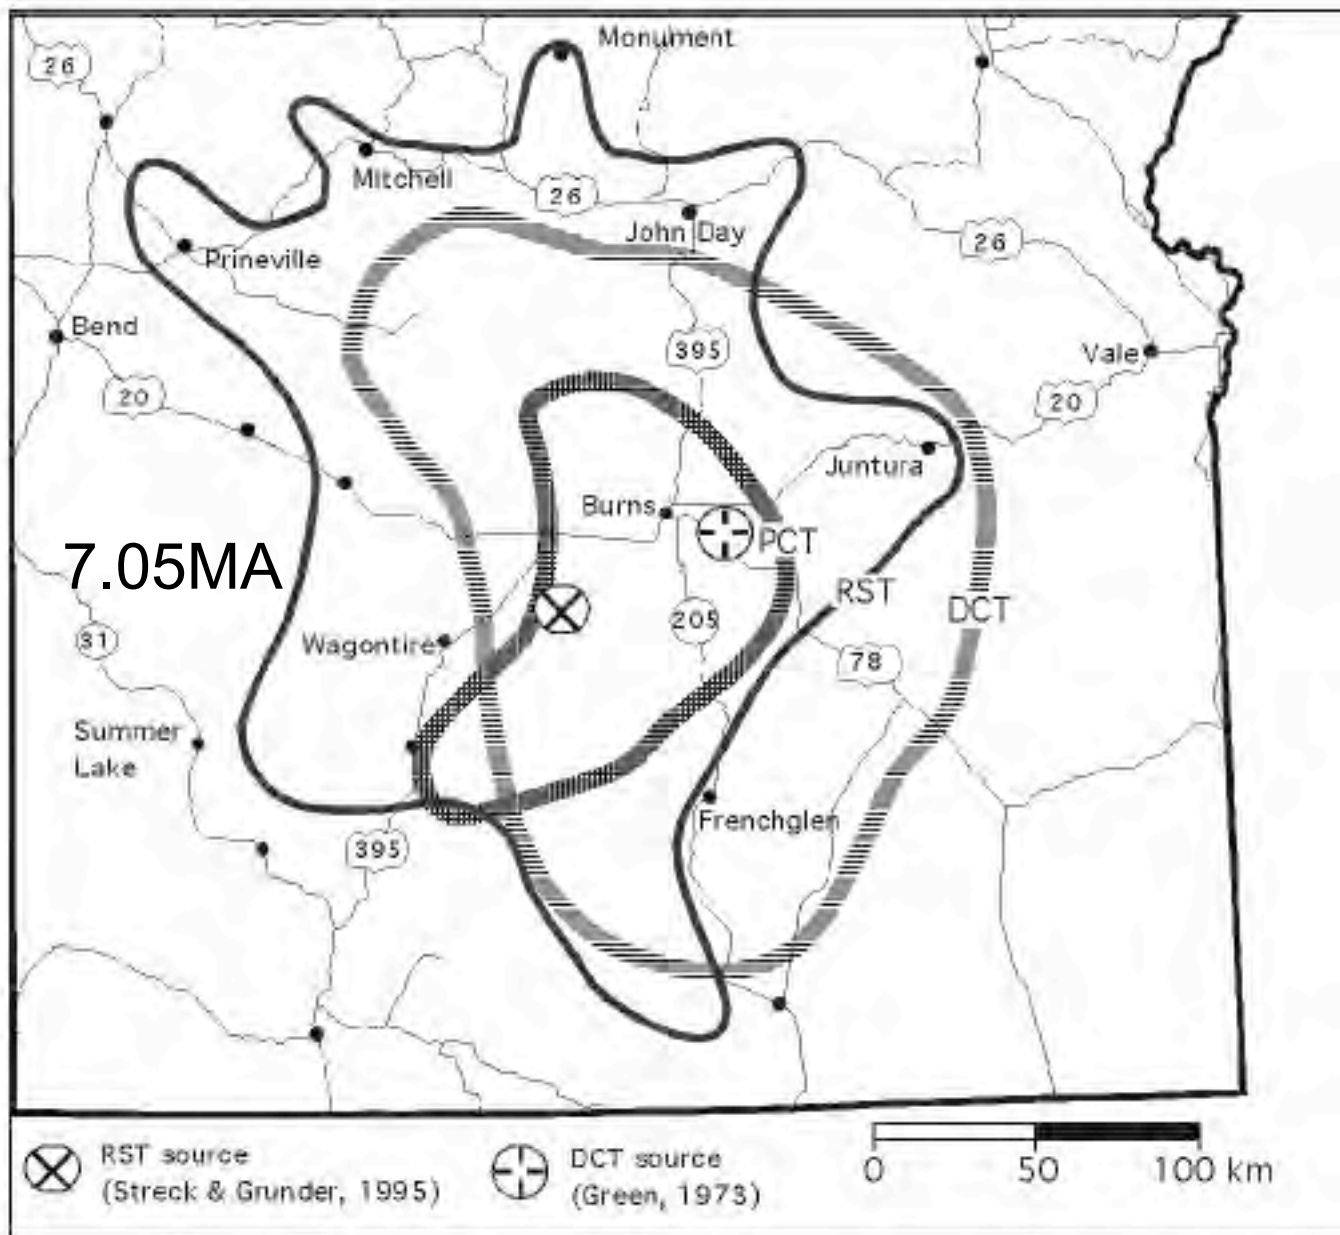 Monument
26
Mitchell
26
John Day
26
Prineville
Bend
395
Vale
20
20
Juntura
Burns
PCT
7.05MA
RST
DCT
205
31
Wagontire
78
Summer
Lake
Frenchglen
395
RST source
(Streck & Grunder, 1995)
DCT source
(Green, 1973)
0 50 100 km